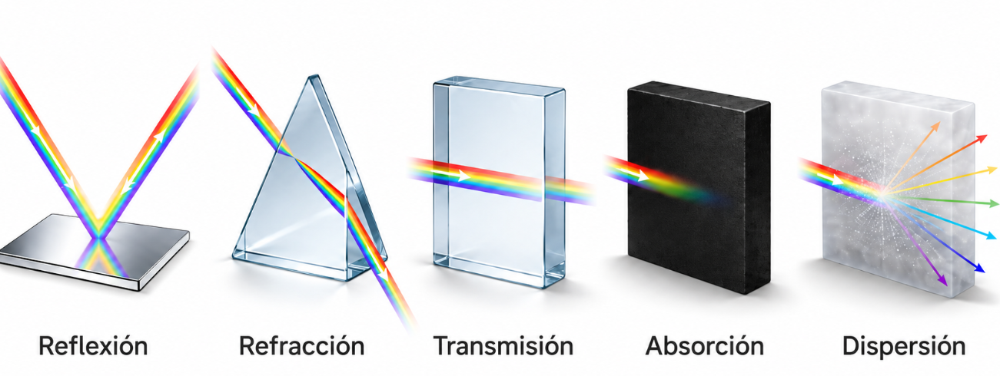 Reflexión
Refracción
Transmisión
Absorción
Dispersión